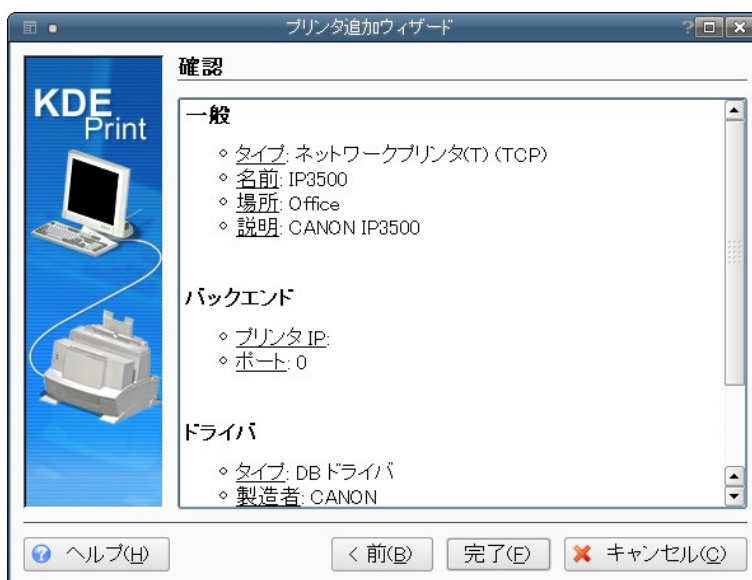 プリンタ追加ウィザード
KDE
Print
確認
一般
タイプ: ネットワークプリンタ(T) (TCP)
名前: IP3500
場所: Office
説明: CANON IP3500
バックエンド
プリンタ IP:
ポート: 0
ドライバ
タイプ: DB ドライバ
製造者: CANON
ヘルプ(H)
< 前(B)
完了(F)
キャンセル(C)